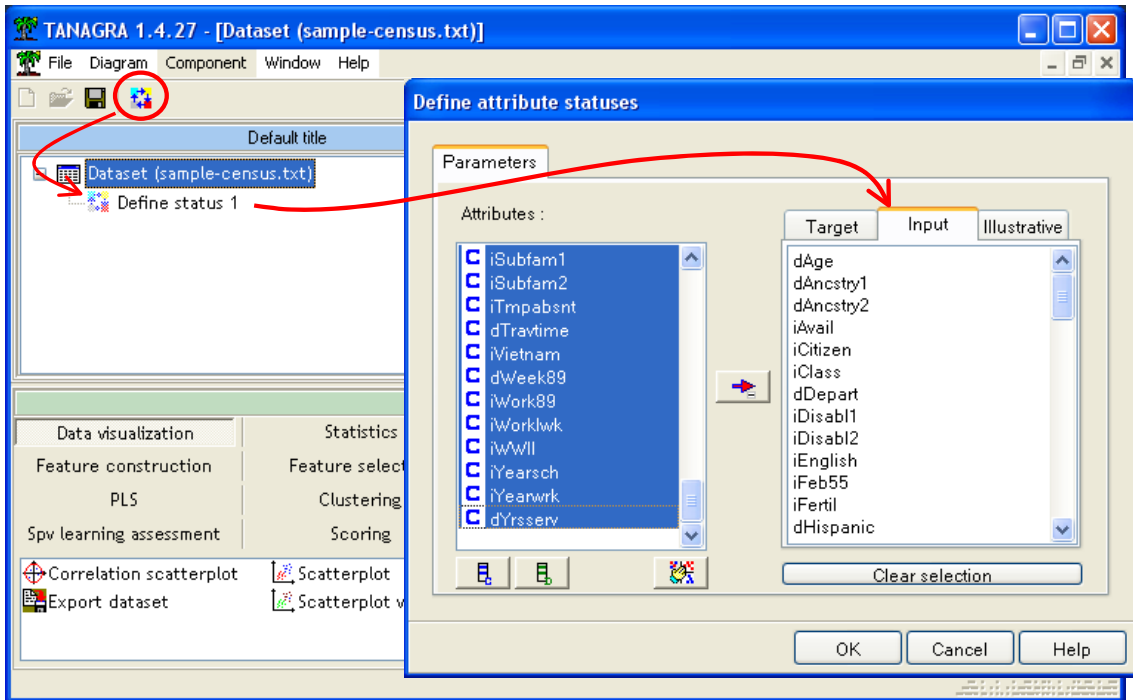 TANAGRA 1.4.27 - [Dataset (sample-census.txt)]
File Diagram Component Window Help
Default title
Dataset (sample-census.txt)
Define status 1
Data visualization
Statistics
Feature construction
Feature select
PLS
Clustering
Spv learning assessment
Scoring
Correlation scatterplot
Scatterplot
Export dataset
Scatterplot v
Define attribute statuses
Parameters
Attributes :
C iSubfam1
C iSubfam2
C iTmpabsnt
C dTravtime
C iVietnam
C dWeek89
C iWork89
C iWorklwk
C iWWII
C iYearsch
C iYearwrk
C dYrsserv
Target Input Illustrative
dAge
dAncstry1
dAncstry2
iAvail
iCitizen
iClass
dDepart
iDisabl1
iDisabl2
iEnglish
iFeb55
iFertil
dHispanic
Clear selection
OK Cancel Help